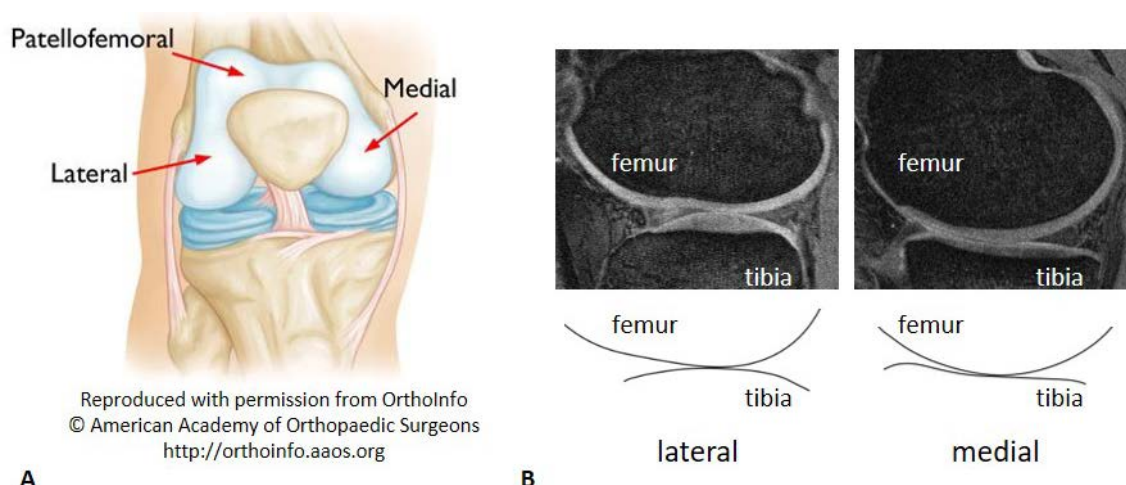 Patellofemoral
Medial
Lateral
Reproduced with permission from OrthoInfo
© American Academy of Orthopaedic Surgeons
http://orthoinfo.aaos.org
A
femur
tibia
femur
tibia
femur
tibia
femur
tibia
lateral
medial
B